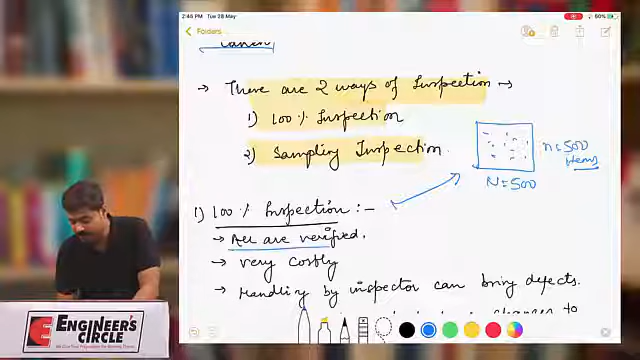 2:46 PM Tue 28 May
60%
Folders
→ There are 2 ways of Inspection →
1) 100% Inspection
2) Sampling Inspection.
n=500
items
N=500
1) 100% Inspection :-
→ All are verified.
→ very costly
→ Handling by inspector can bring defects.
to
ENGINEER'S
CIRCLE